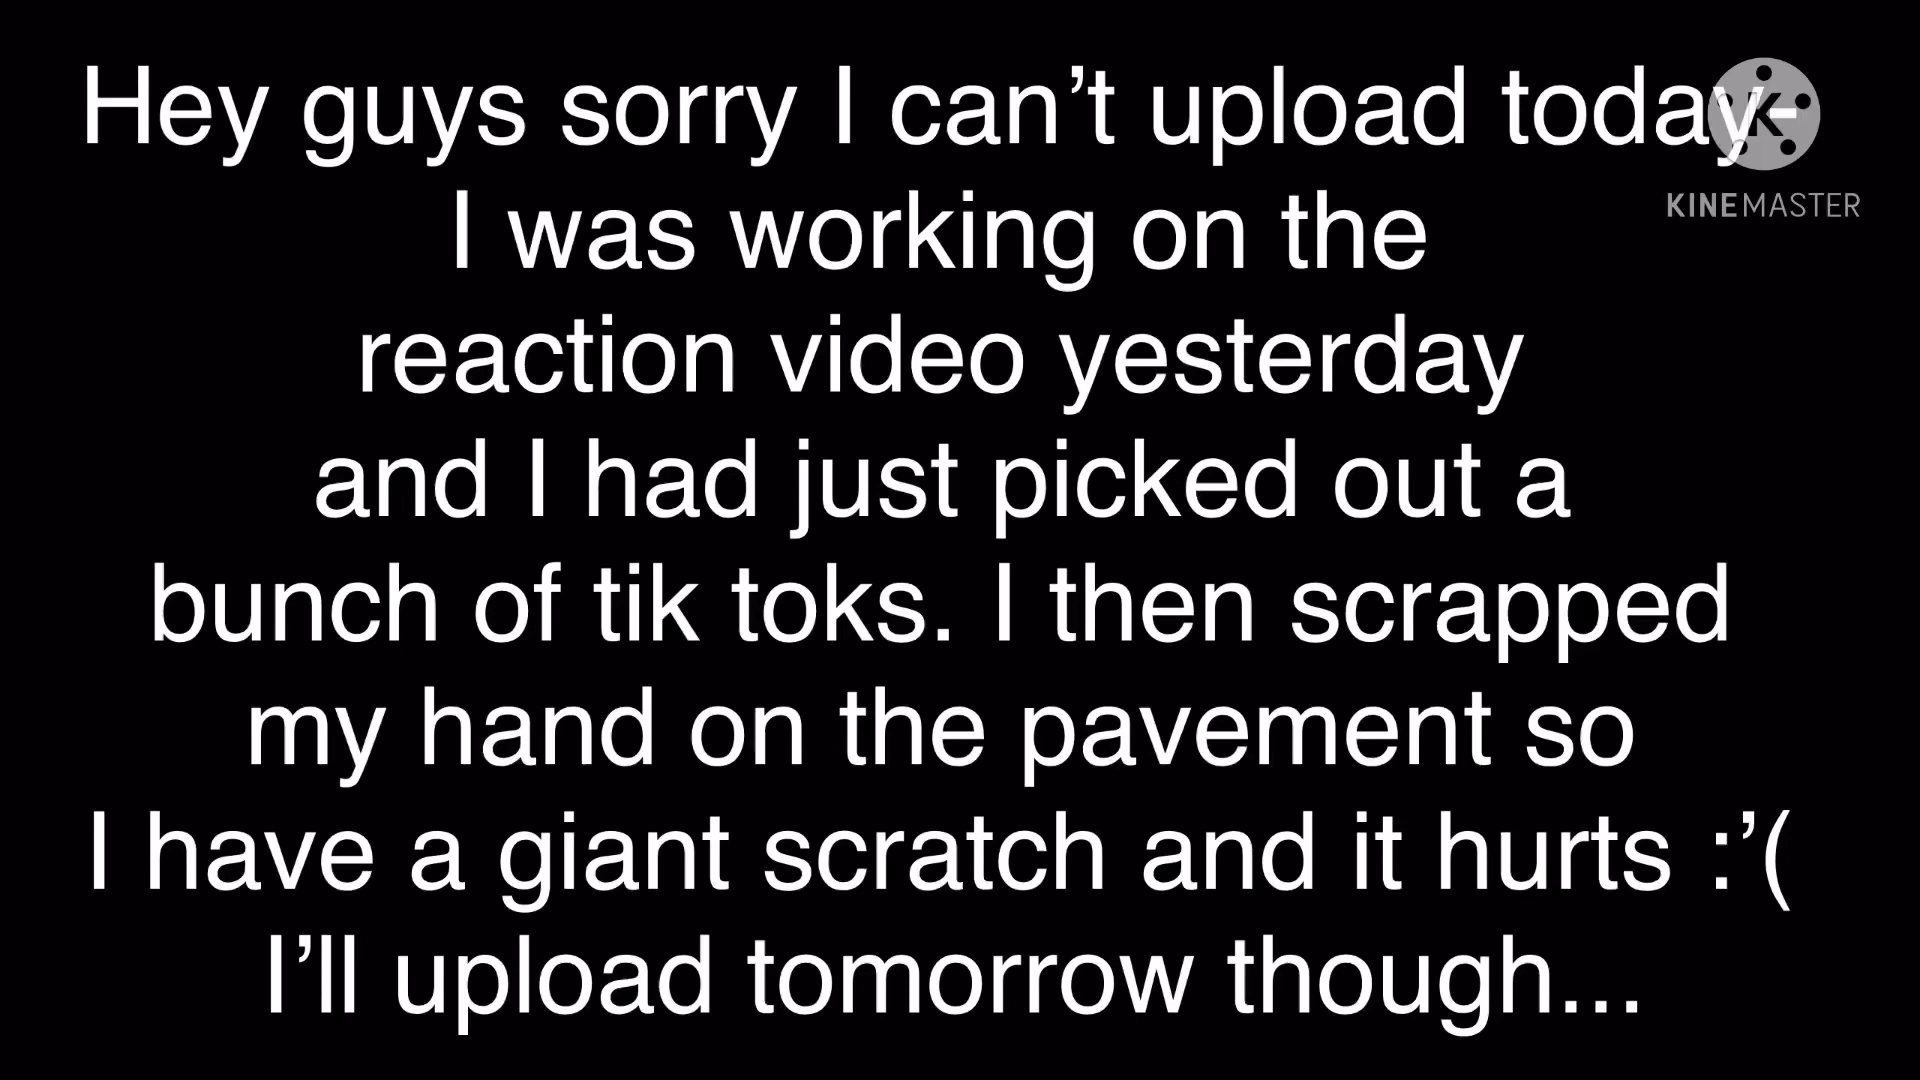 Hey guys sorry I can’t upload today-
I was working on the
reaction video yesterday
and I had just picked out a
bunch of tik toks. I then scrapped
my hand on the pavement so
I have a giant scratch and it hurts :’(
I’ll upload tomorrow though...
K
KINEMASTER